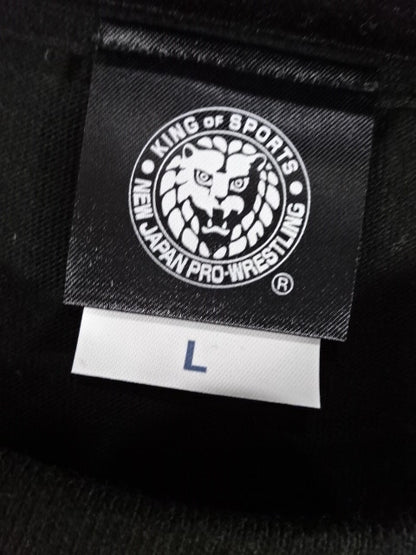 • KING OF SPORTS •
NEW JAPAN PRO-WRESTLING
®
L